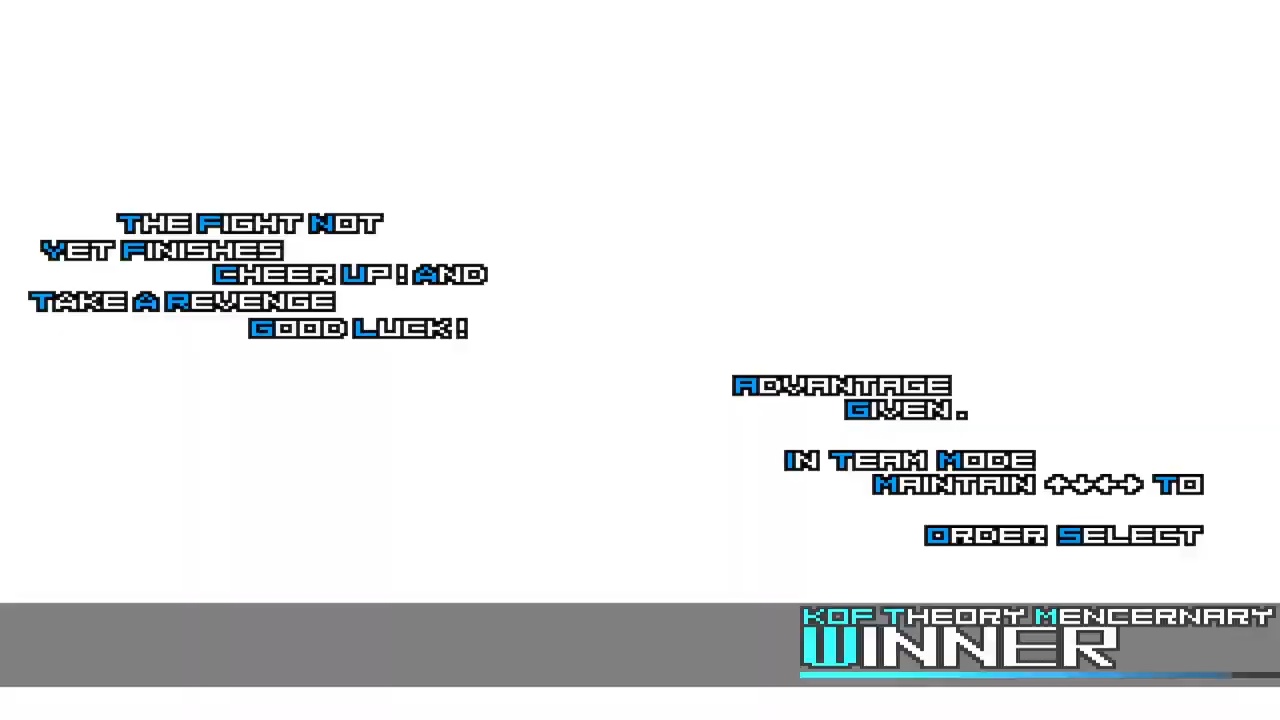 The Fight Not
Yet Finishes
Cheer Up! And
Take A Revenge
Good Luck!
Advantage
Given.
In Team Mode
Maintain ↑↓←→ To
Order Select
KOF Theory Mencernary
Winner